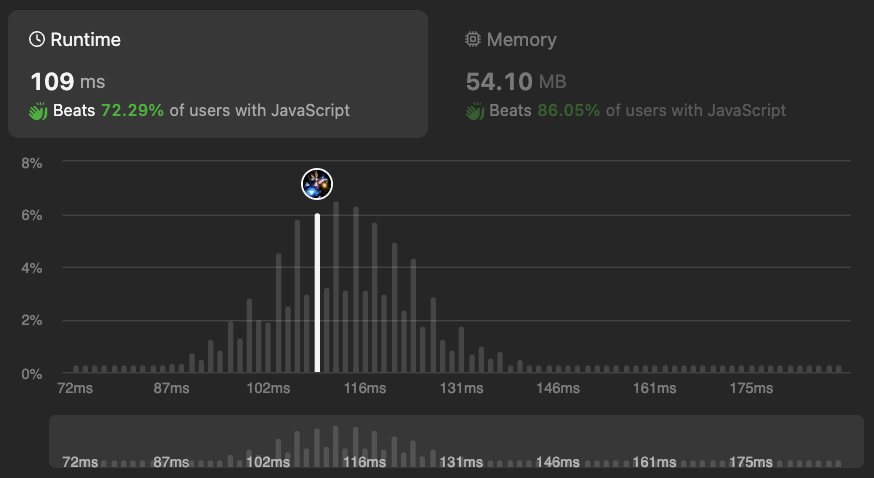 Runtime
109 ms
Beats 72.29% of users with JavaScript
Memory
54.10 MB
Beats 86.05% of users with JavaScript
8%
6%
4%
2%
0%
72ms 87ms 102ms 116ms 131ms 146ms 161ms 175ms
72ms 87ms 102ms 116ms 131ms 146ms 161ms 175ms